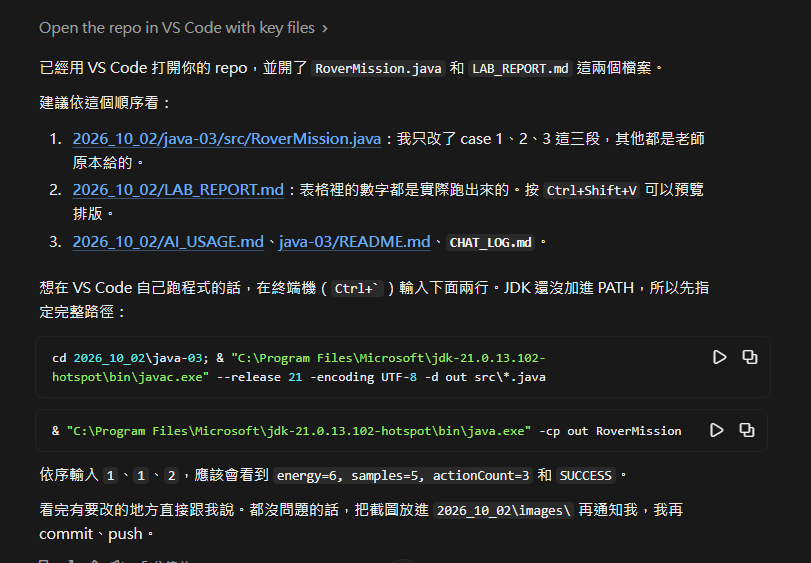 Open the repo in VS Code with key files >
已經用 VS Code 打開你的 repo，並開了 RoverMission.java 和 LAB_REPORT.md 這兩個檔案。
建議依這個順序看：
1. 2026_10_02/java-03/src/RoverMission.java：我只改了 case 1、2、3 這三段，其他都是老師
原本給的。
2. 2026_10_02/LAB_REPORT.md：表格裡的數字都是實際跑出來的。按 Ctrl+Shift+V 可以預覽
排版。
3. 2026_10_02/AI_USAGE.md、java-03/README.md、CHAT_LOG.md。
想在 VS Code 自己跑程式的話，在終端機（Ctrl+`）輸入下面兩行。JDK 還沒加進 PATH，所以先指
定完整路徑：
cd 2026_10_02\java-03; & "C:\Program Files\Microsoft\jdk-21.0.13.102-
hotspot\bin\javac.exe" --release 21 -encoding UTF-8 -d out src\*.java
& "C:\Program Files\Microsoft\jdk-21.0.13.102-hotspot\bin\java.exe" -cp out RoverMission
依序輸入 1、1、2，應該會看到 energy=6, samples=5, actionCount=3 和 SUCCESS。
看完有要改的地方直接跟我說。都沒問題的話，把截圖放進 2026_10_02\images\ 再通知我，我再
commit、push。